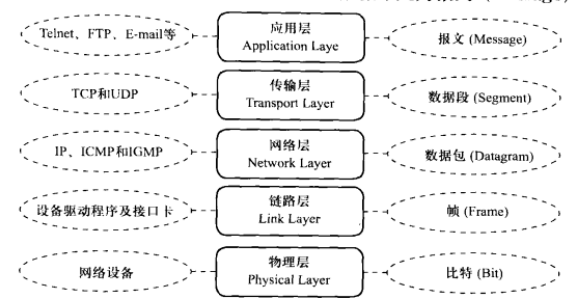 Telnet、FTP、E-mail等
应用层
Application Laye
报文 (Message)
TCP和UDP
传输层
Transport Layer
数据段 (Segment)
IP、ICMP和IGMP
网络层
Network Layer
数据包 (Datagram)
设备驱动程序及接口卡
链路层
Link Layer
帧 (Frame)
网络设备
物理层
Physical Layer
比特 (Bit)